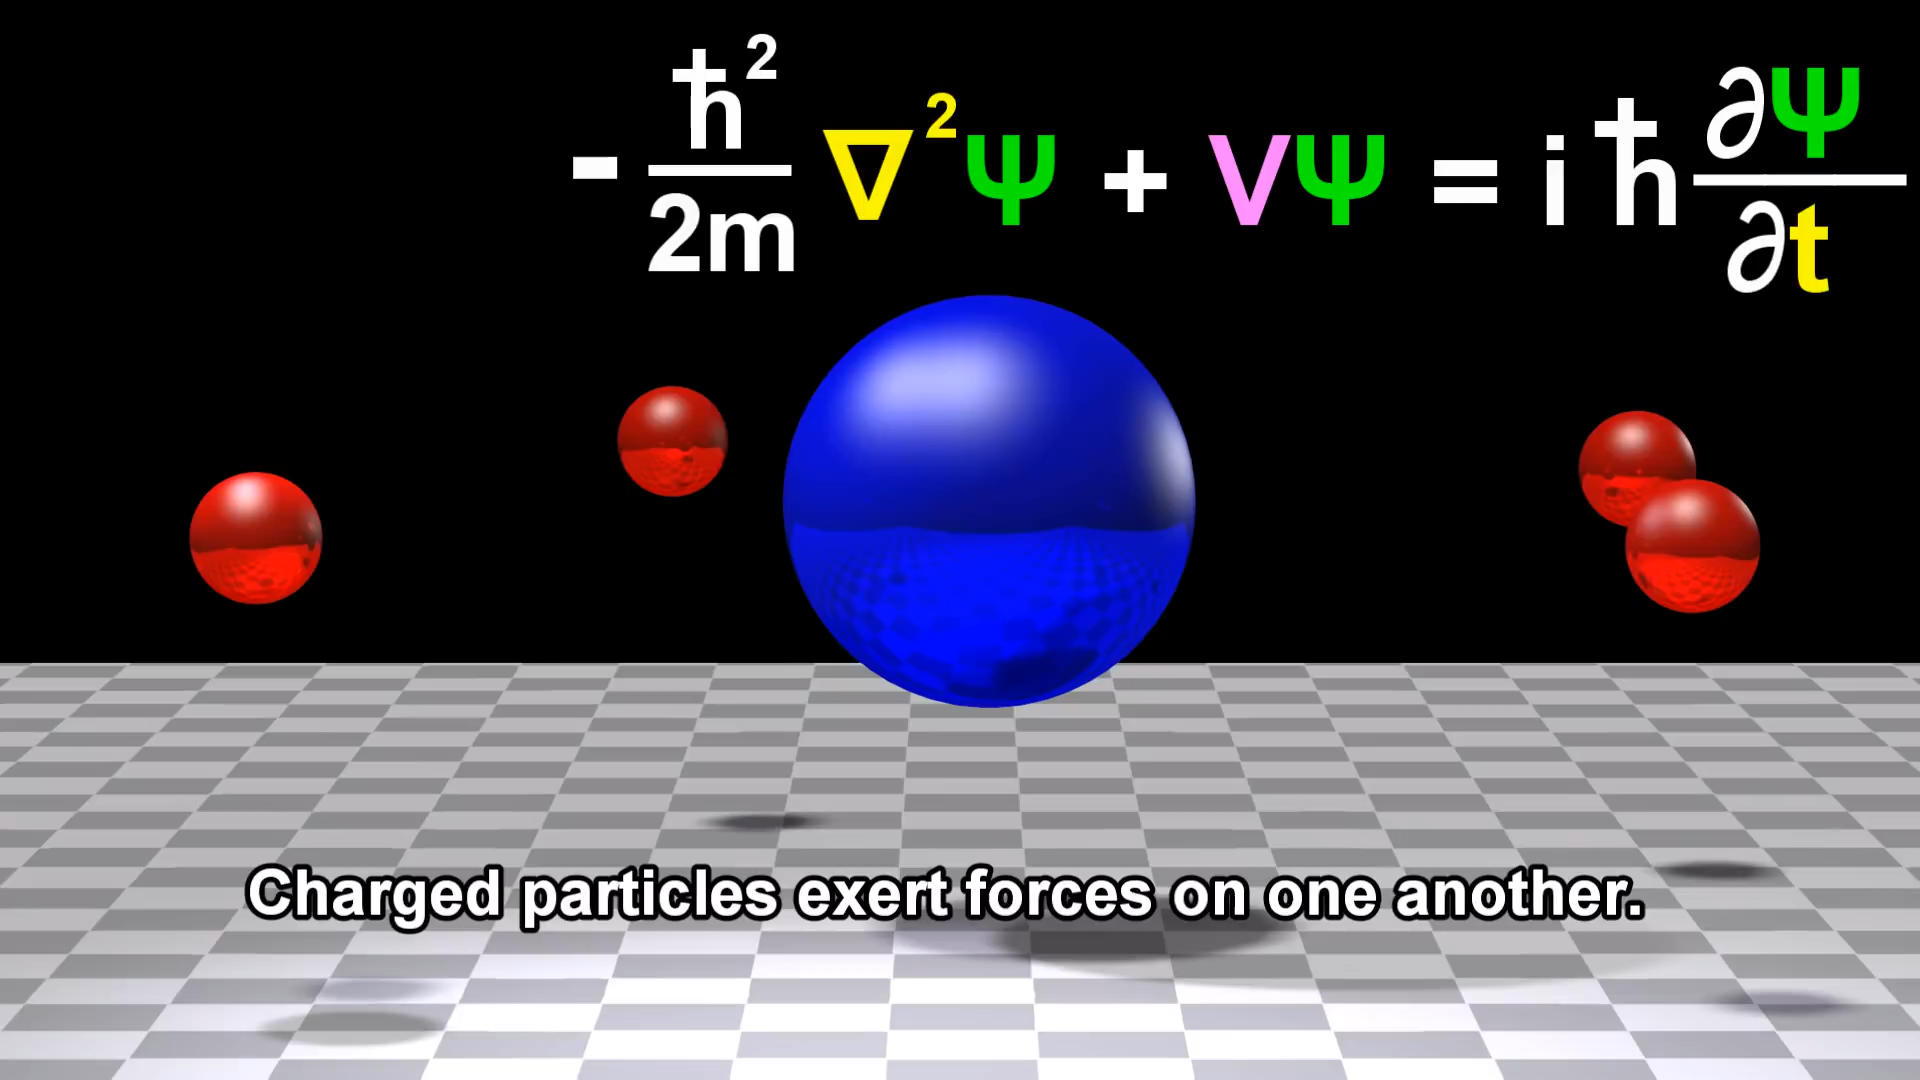 -ħ²/2m ∇²Ψ + VΨ = iħ ∂Ψ/∂t
Charged particles exert forces on one another.